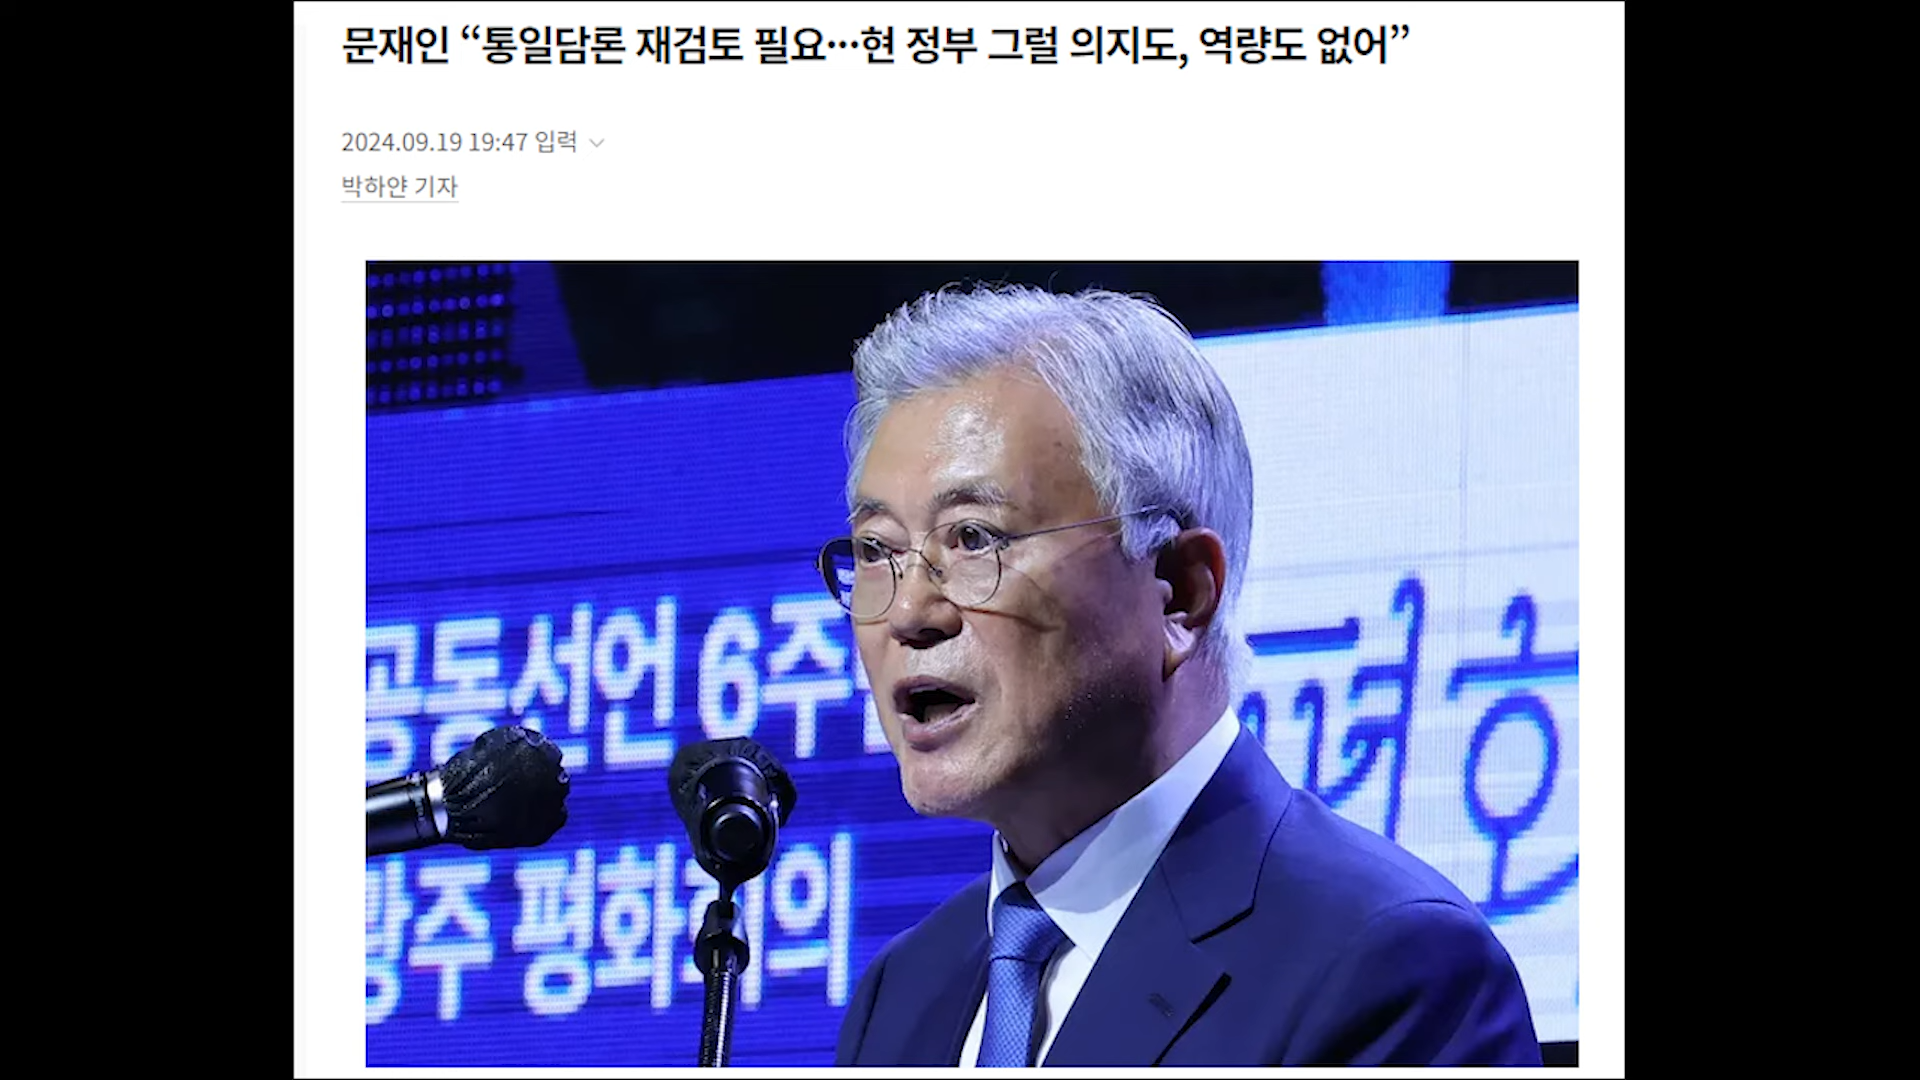 문재인 “통일담론 재검토 필요…현 정부 그럴 의지도, 역량도 없어”
2024.09.19 19:47 입력
박하얀 기자
공동선언 6주
광주 평화회의